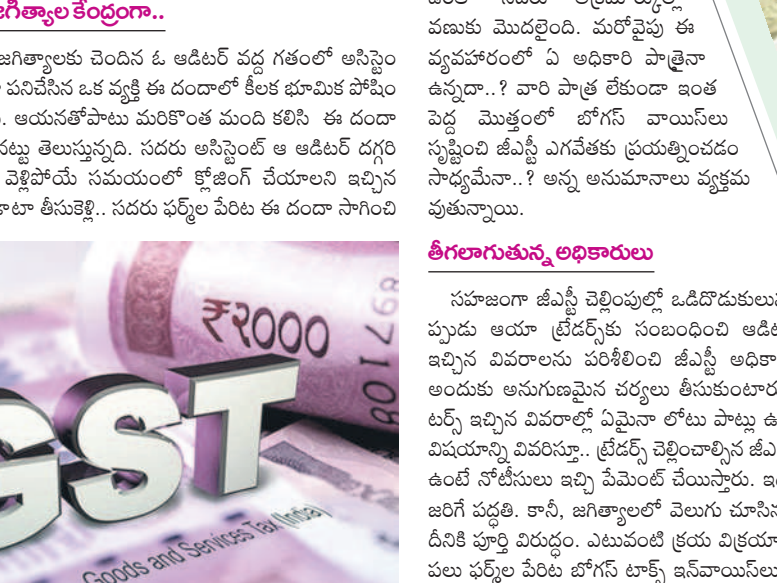 జగిత్యాల కేంద్రంగా..
జగిత్యాలకు చెందిన ఓ ఆడిటర్ వద్ద గతంలో అసిస్టెం
పనిచేసిన ఒక వ్యక్తి ఈ దందాలో కీలక భూమిక పోషిం
. ఆయనతోపాటు మరికొంత మంది కలిసి ఈ దందా
నట్టు తెలుస్తున్నది. సదరు అసిస్టెంట్ ఆ ఆడిటర్ దగ్గరి
వెళ్లిపోయే సమయంలో క్లోజింగ్ చేయాలని ఇచ్చిన
డాటా తీసుకెళ్లి.. సదరు ఫర్మ్‌ల పేరిట ఈ దందా సాగించి
₹2000
GST
Goods and Services Tax (India)
వణుకు మొదలైంది. మరోవైపు ఈ
వ్యవహారంలో ఏ అధికారి పాత్రైనా
ఉన్నదా..? వారి పాత్ర లేకుండా ఇంత
పెద్ద మొత్తంలో బోగస్ వాయిస్‌లు
సృష్టించి జీఎస్టీ ఎగవేతకు ప్రయత్నించడం
సాధ్యమేనా..? అన్న అనుమానాలు వ్యక్తమ
వుతున్నాయి.
తీగలాగుతున్న అధికారులు
సహజంగా జీఎస్టీ చెల్లింపుల్లో ఒడిదొడుకులున
ప్పుడు ఆయా ట్రేడర్స్‌కు సంబంధించి ఆడిట
ఇచ్చిన వివరాలను పరిశీలించి జీఎస్టీ అధికా
అందుకు అనుగుణమైన చర్యలు తీసుకుంటార
టర్స్ ఇచ్చిన వివరాల్లో ఏమైనా లోటు పాట్లు ఉ
విషయాన్ని వివరిస్తూ.. ట్రేడర్స్ చెల్లించాల్సిన జీఎ
ఉంటే నోటీసులు ఇచ్చి పేమెంట్ చేయిస్తారు. ఇ
జరిగే పద్ధతి. కానీ, జగిత్యాలలో వెలుగు చూసిన
దీనికి పూర్తి విరుద్ధం. ఎటువంటి క్రయ విక్రయా
పలు ఫర్మ్‌ల పేరిట బోగస్ టాక్స్ ఇన్‌వాయిస్‌లు